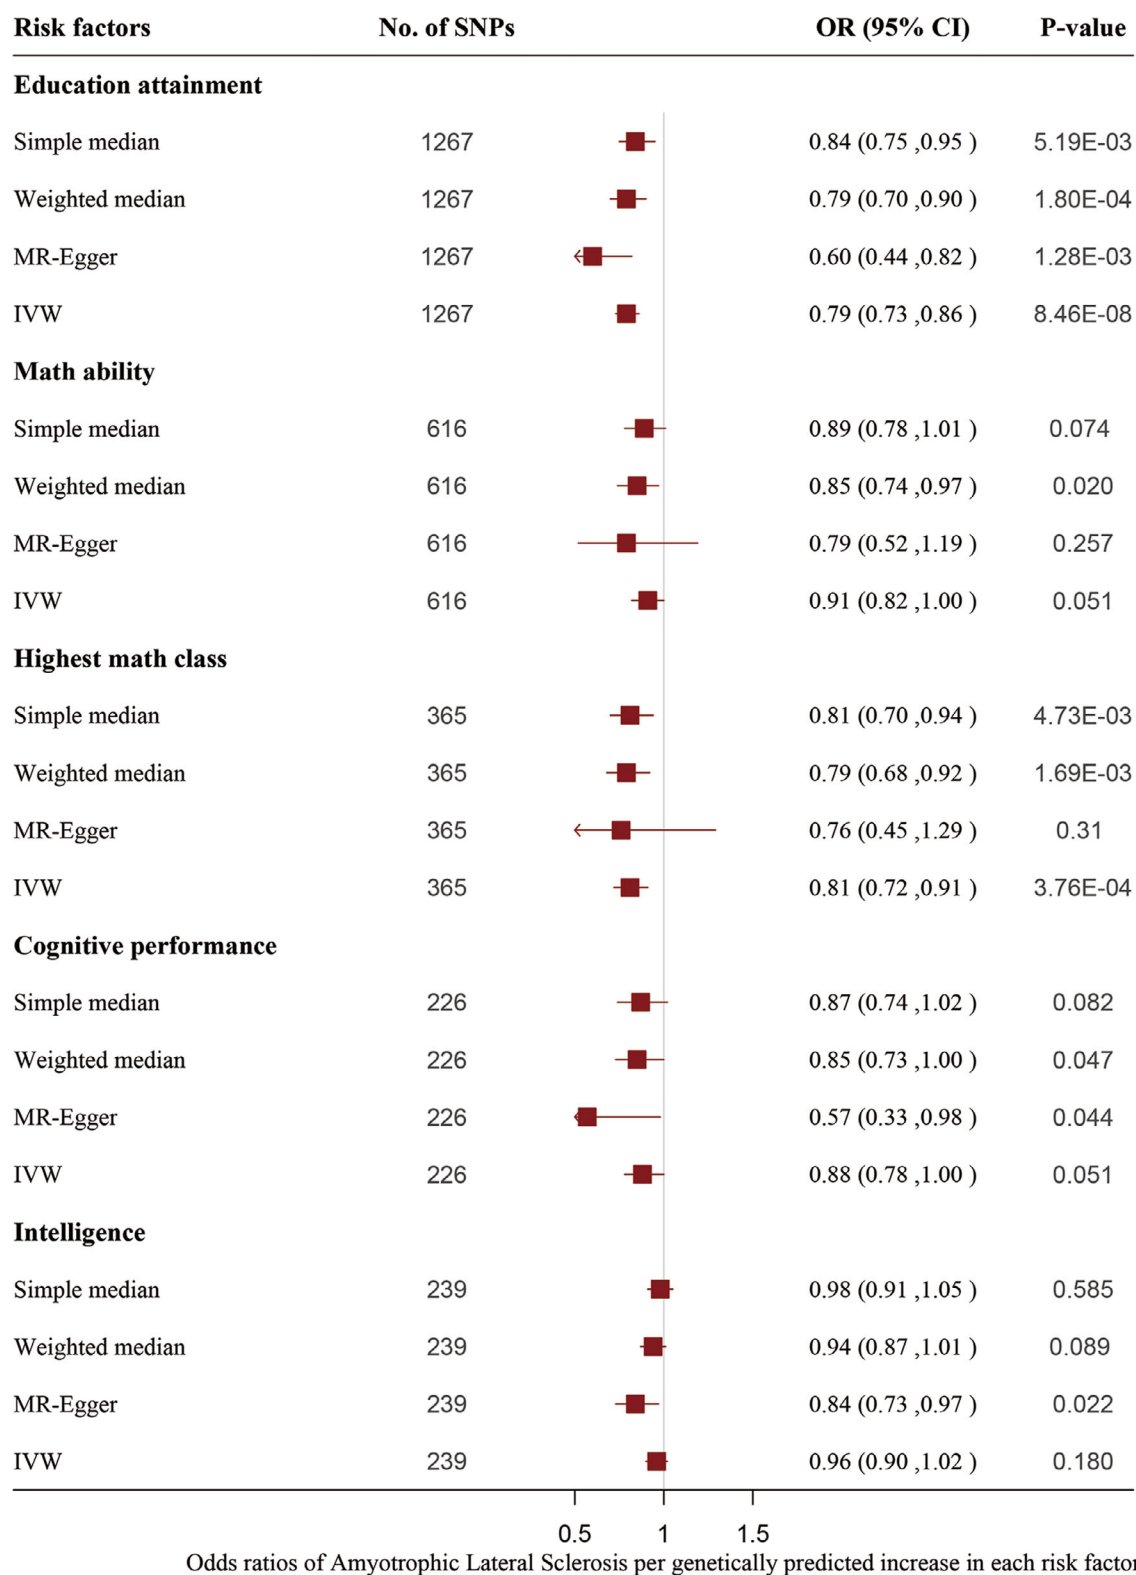 Risk factors No. of SNPs OR (95% CI) P-value
Education attainment
Simple median 1267 0.84 (0.75 ,0.95 ) 5.19E-03
Weighted median 1267 0.79 (0.70 ,0.90 ) 1.80E-04
MR-Egger 1267 0.60 (0.44 ,0.82 ) 1.28E-03
IVW 1267 0.79 (0.73 ,0.86 ) 8.46E-08
Math ability
Simple median 616 0.89 (0.78 ,1.01 ) 0.074
Weighted median 616 0.85 (0.74 ,0.97 ) 0.020
MR-Egger 616 0.79 (0.52 ,1.19 ) 0.257
IVW 616 0.91 (0.82 ,1.00 ) 0.051
Highest math class
Simple median 365 0.81 (0.70 ,0.94 ) 4.73E-03
Weighted median 365 0.79 (0.68 ,0.92 ) 1.69E-03
MR-Egger 365 0.76 (0.45 ,1.29 ) 0.31
IVW 365 0.81 (0.72 ,0.91 ) 3.76E-04
Cognitive performance
Simple median 226 0.87 (0.74 ,1.02 ) 0.082
Weighted median 226 0.85 (0.73 ,1.00 ) 0.047
MR-Egger 226 0.57 (0.33 ,0.98 ) 0.044
IVW 226 0.88 (0.78 ,1.00 ) 0.051
Intelligence
Simple median 239 0.98 (0.91 ,1.05 ) 0.585
Weighted median 239 0.94 (0.87 ,1.01 ) 0.089
MR-Egger 239 0.84 (0.73 ,0.97 ) 0.022
IVW 239 0.96 (0.90 ,1.02 ) 0.180
0.5 1 1.5
Odds ratios of Amyotrophic Lateral Sclerosis per genetically predicted increase in each risk factor